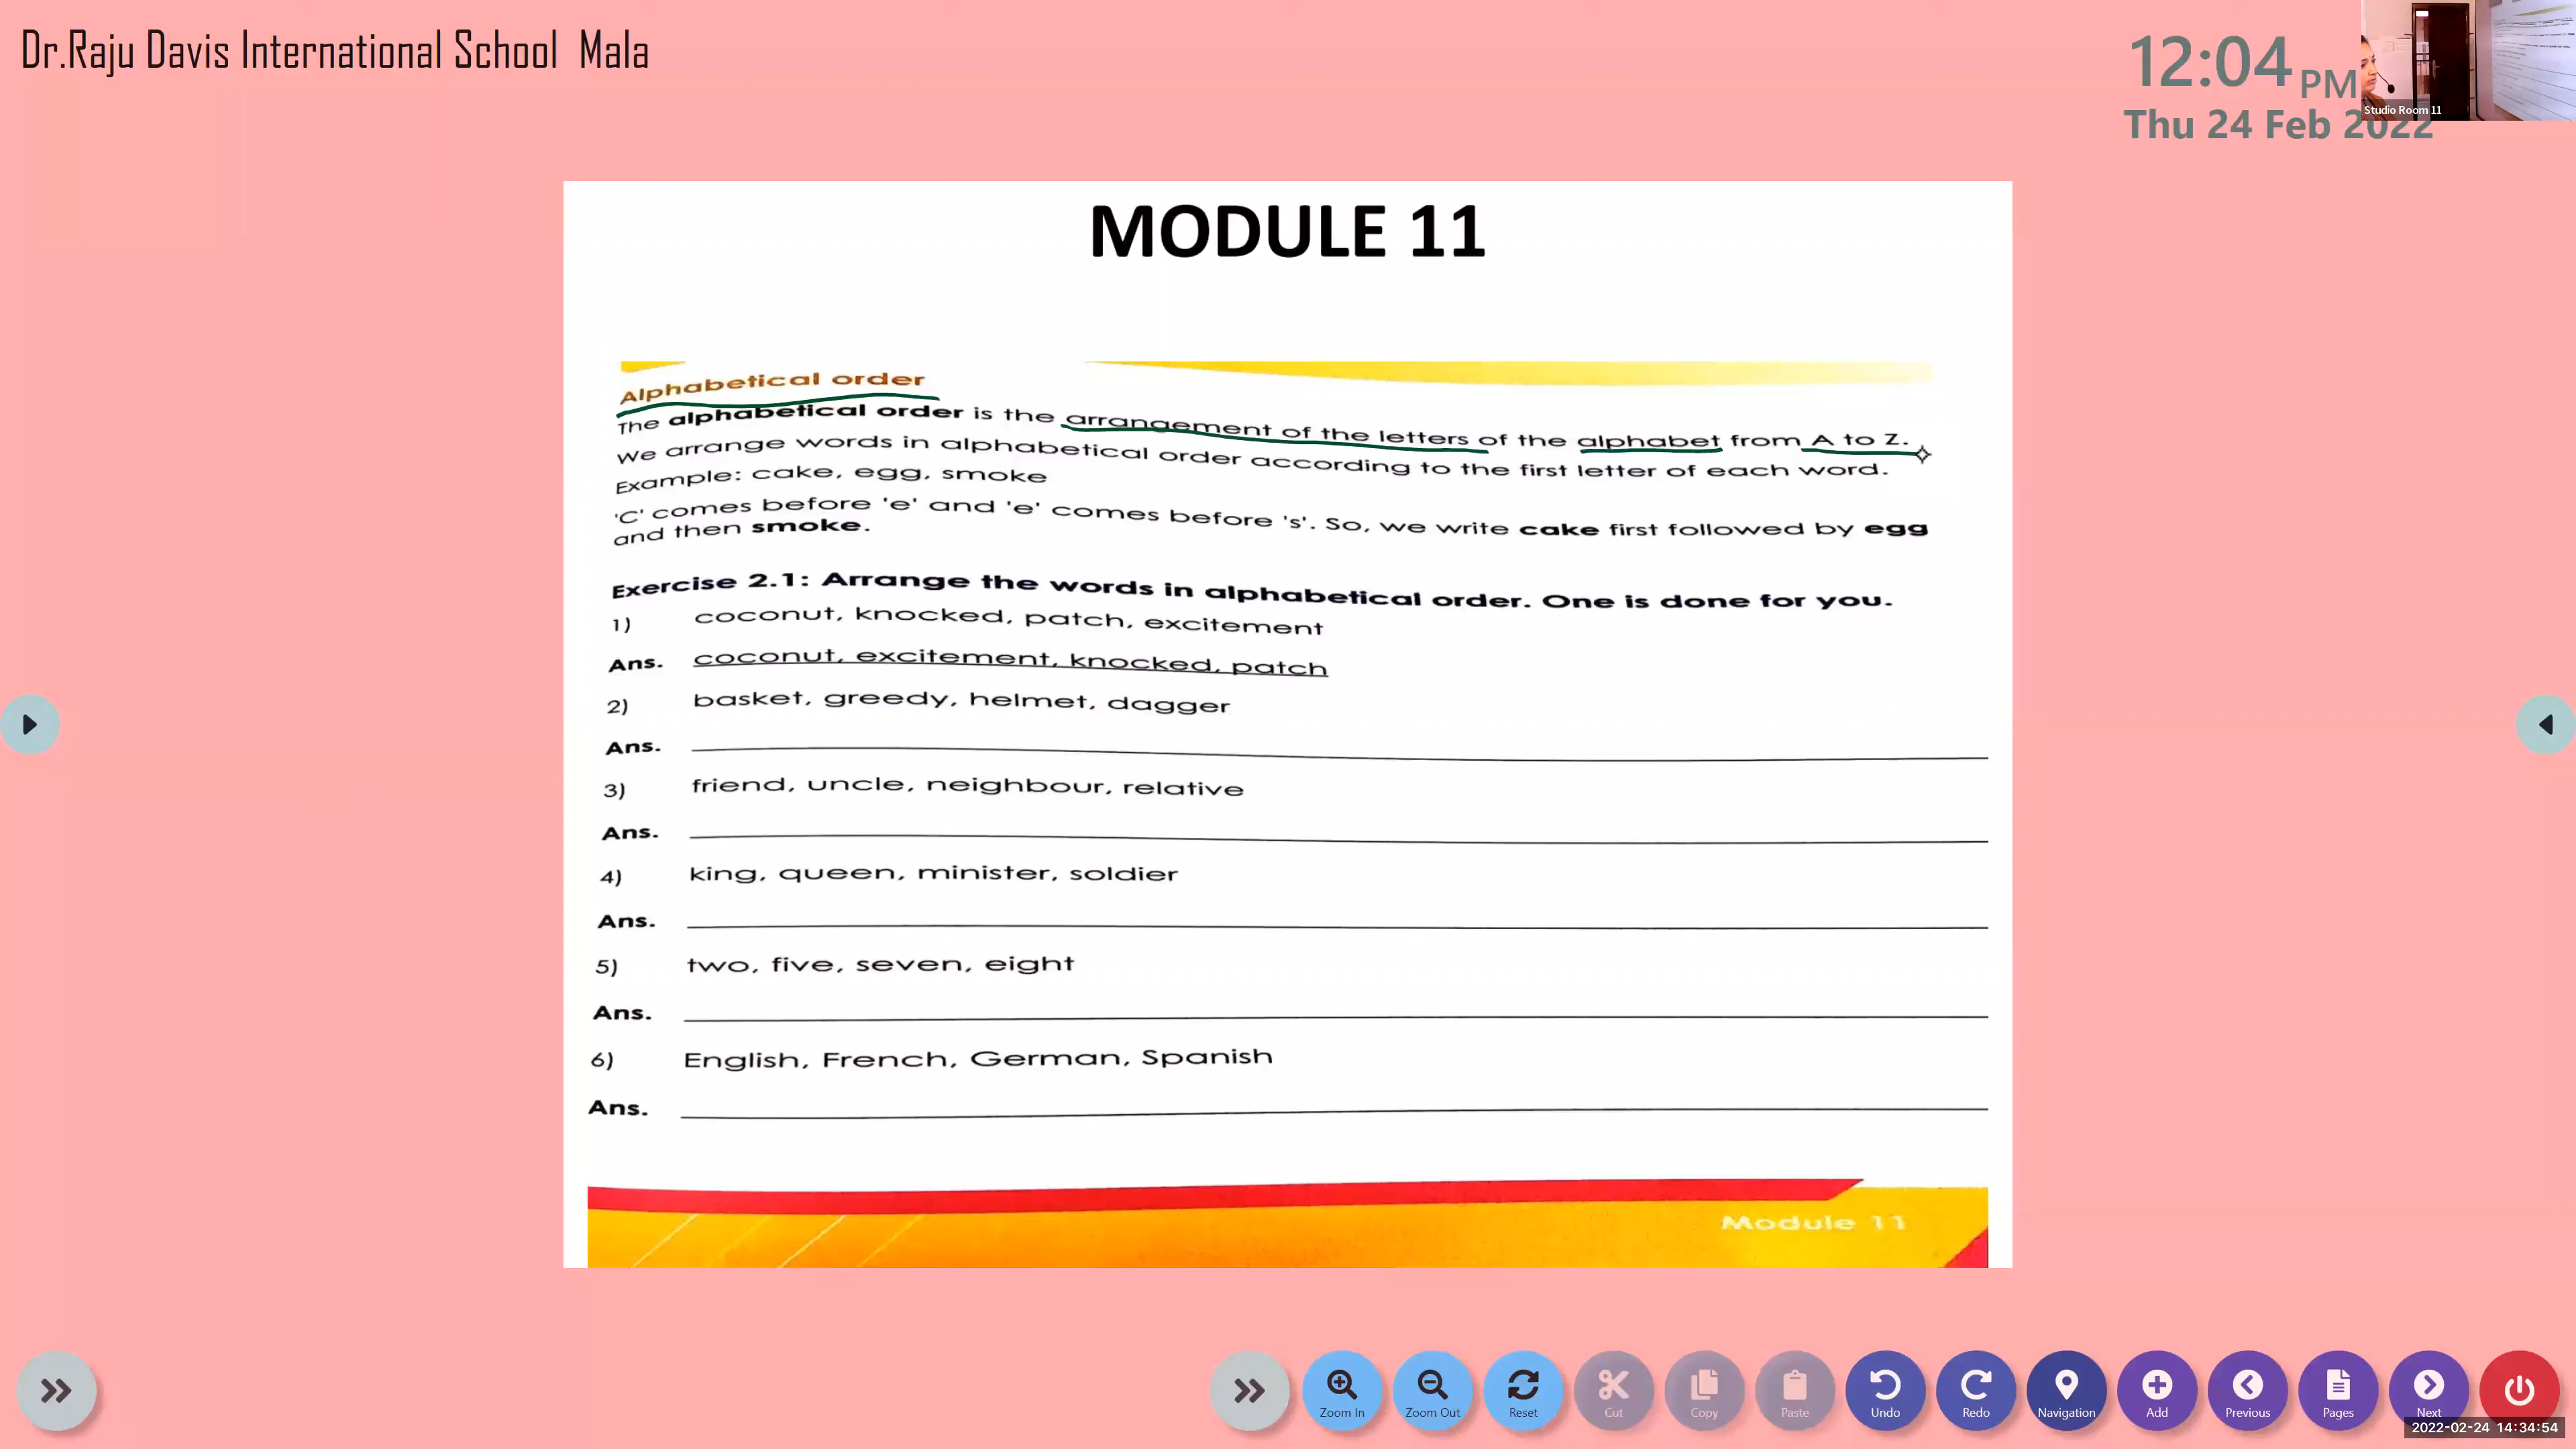 Dr.Raju Davis International School Mala
12:04 PM
Thu 24 Feb 2022
Studio Room 11
MODULE 11
Alphabetical order
The alphabetical order is the arrangement of the letters of the alphabet from A to Z.
We arrange words in alphabetical order according to the first letter of each word.
Example: cake, egg, smoke
'C' comes before 'e' and 'e' comes before 's'. So, we write cake first followed by egg
and then smoke.
Exercise 2.1: Arrange the words in alphabetical order. One is done for you.
1) coconut, knocked, patch, excitement
Ans. coconut, excitement, knocked, patch
2) basket, greedy, helmet, dagger
Ans.
3) friend, uncle, neighbour, relative
Ans.
4) king, queen, minister, soldier
Ans.
5) two, five, seven, eight
Ans.
6) English, French, German, Spanish
Ans.
Module 11
Zoom In Zoom Out Reset Cut Copy Paste Undo Redo Navigation Add Previous Pages Next
2022-02-24 14:34:54